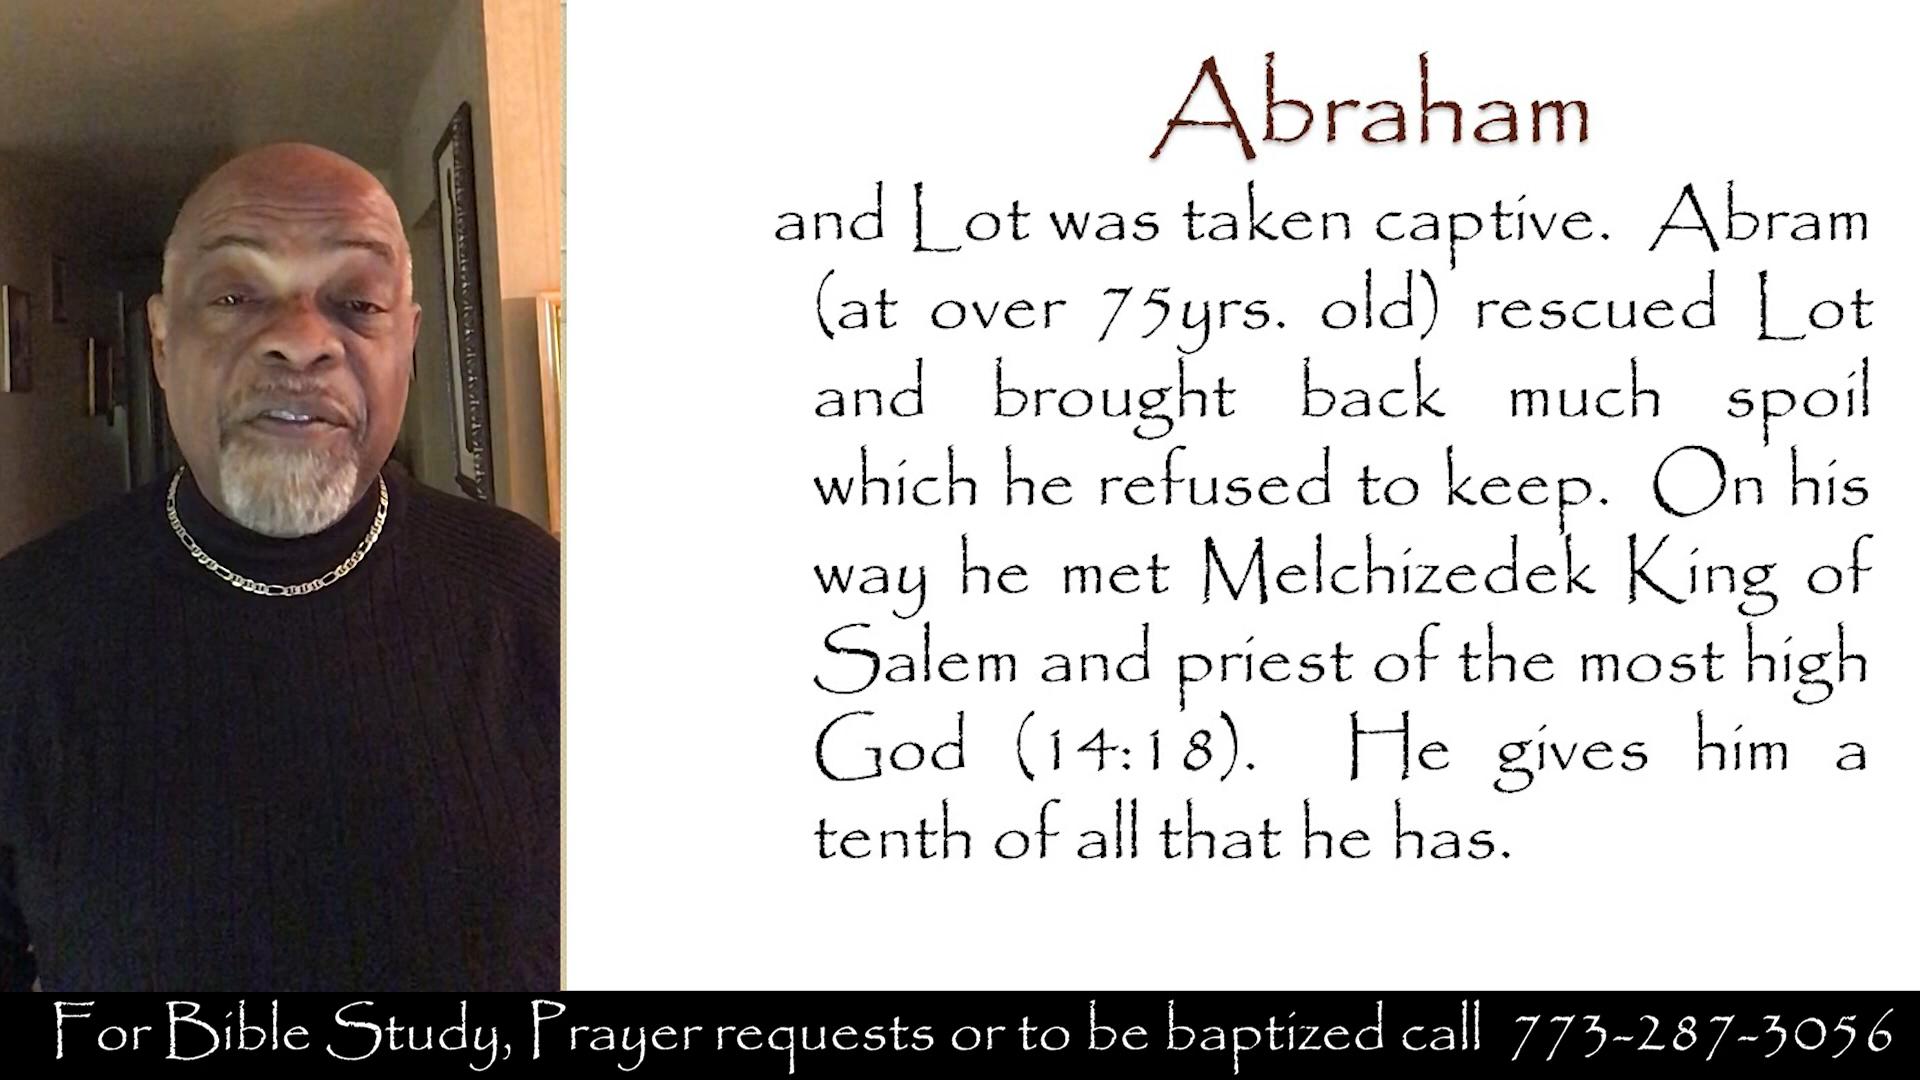 Abraham
and Lot was taken captive. Abram
(at over 75yrs. old) rescued Lot
and brought back much spoil
which he refused to keep. On his
way he met Melchizedek King of
Salem and priest of the most high
God (14:18). He gives him a
tenth of all that he has.
For Bible Study, Prayer requests or to be baptized call 773-287-3056